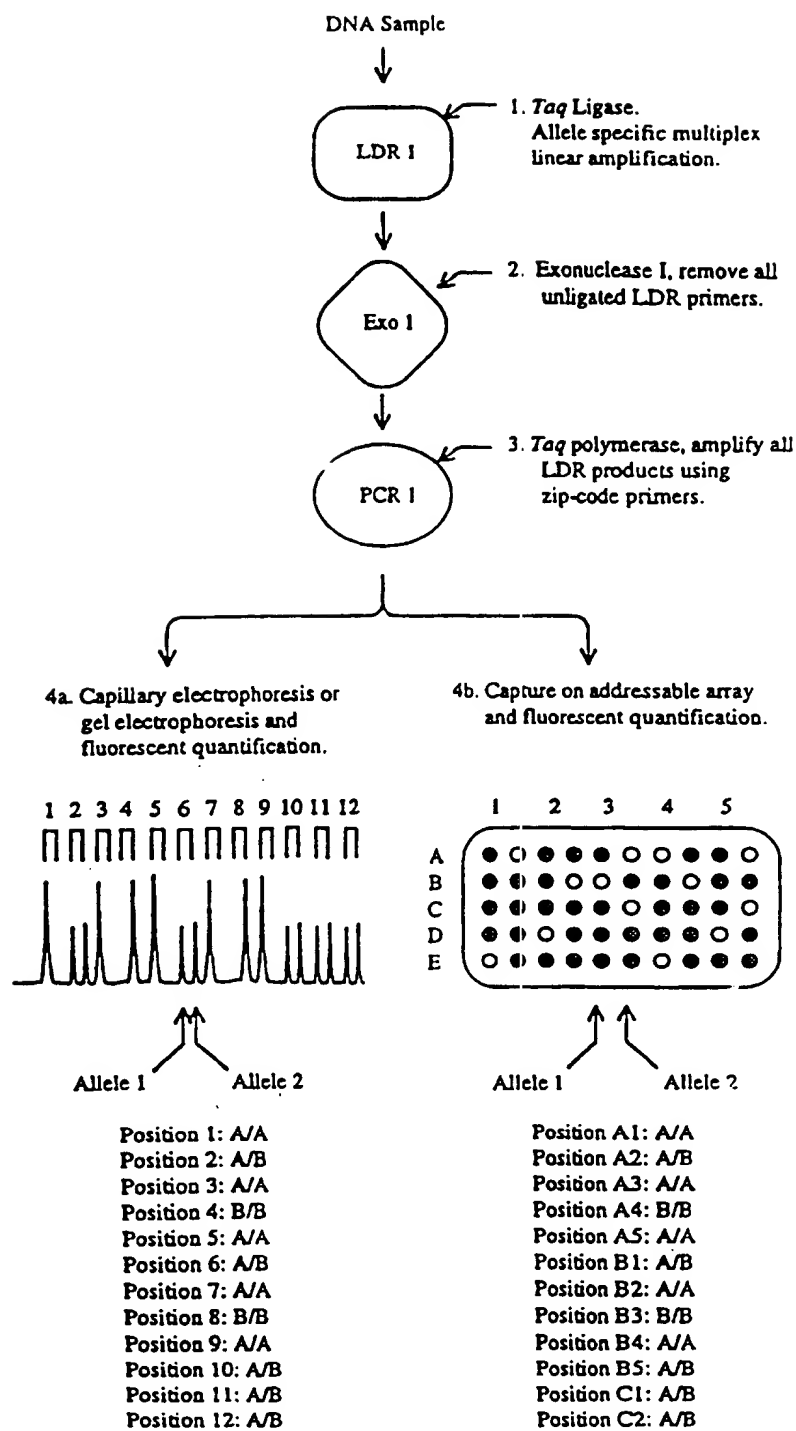 DNA Sample
LDR 1
1. Taq Ligase.
Allele specific multiplex
linear amplification.
Exo 1
2. Exonuclease I, remove all
unligated LDR primers.
PCR 1
3. Taq polymerase, amplify all
LDR products using
zip-code primers.
4a. Capillary electrophoresis or
gel electrophoresis and
fluorescent quantification.
1 2 3 4 5 6 7 8 9 10 11 12
Allele 1 Allele 2
Position 1: A/A
Position 2: A/B
Position 3: A/A
Position 4: B/B
Position 5: A/A
Position 6: A/B
Position 7: A/A
Position 8: B/B
Position 9: A/A
Position 10: A/B
Position 11: A/B
Position 12: A/B
4b. Capture on addressable array
and fluorescent quantification.
1 2 3 4 5
A
B
C
D
E
Allele 1 Allele 2
Position A1: A/A
Position A2: A/B
Position A3: A/A
Position A4: B/B
Position A5: A/A
Position B1: A/B
Position B2: A/A
Position B3: B/B
Position B4: A/A
Position B5: A/B
Position C1: A/B
Position C2: A/B